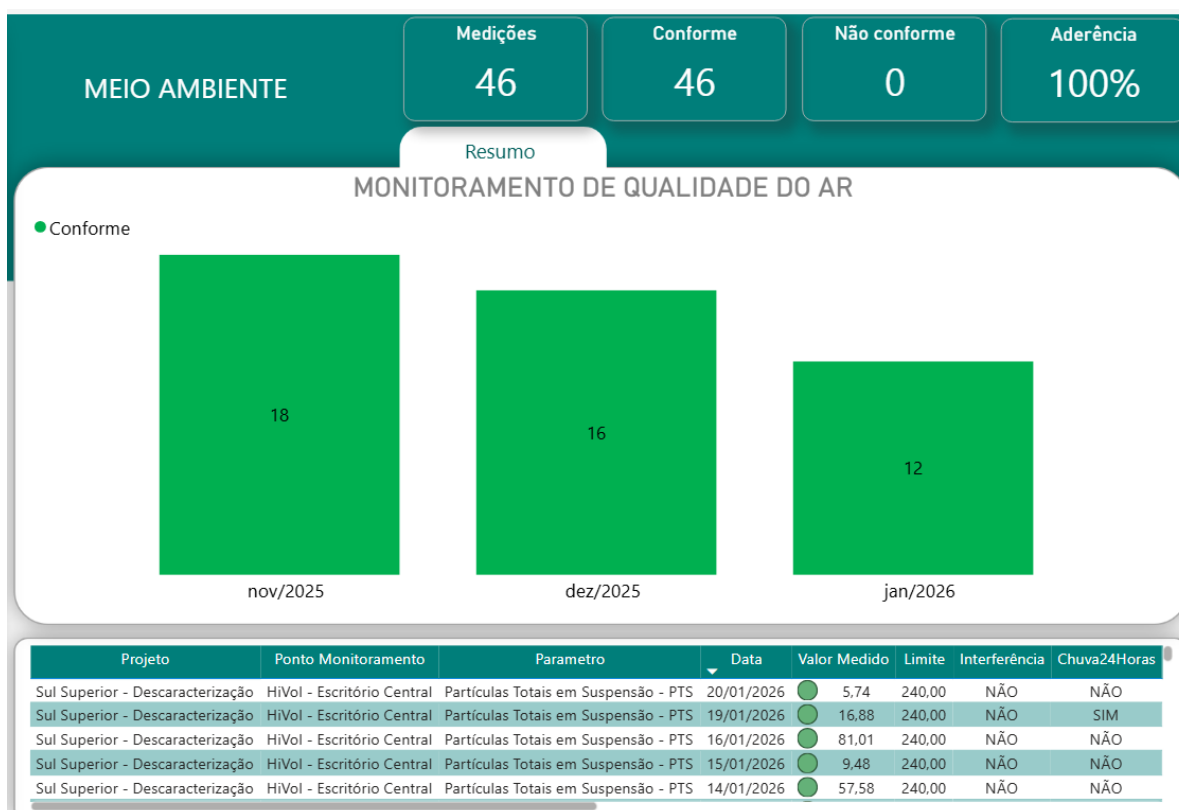 Medições Conforme Não conforme Aderência
MEIO AMBIENTE 46 46 0 100%
Resumo
MONITORAMENTO DE QUALIDADE DO AR
Conforme
18
16
12
nov/2025 dez/2025 jan/2026
Projeto Ponto Monitoramento Parametro Data Valor Medido Limite Interferência Chuva24Horas
Sul Superior - Descaracterização HiVol - Escritório Central Partículas Totais em Suspensão - PTS 20/01/2026 5,74 240,00 NÃO NÃO
Sul Superior - Descaracterização HiVol - Escritório Central Partículas Totais em Suspensão - PTS 19/01/2026 16,88 240,00 NÃO SIM
Sul Superior - Descaracterização HiVol - Escritório Central Partículas Totais em Suspensão - PTS 16/01/2026 81,01 240,00 NÃO NÃO
Sul Superior - Descaracterização HiVol - Escritório Central Partículas Totais em Suspensão - PTS 15/01/2026 9,48 240,00 NÃO NÃO
Sul Superior - Descaracterização HiVol - Escritório Central Partículas Totais em Suspensão - PTS 14/01/2026 57,58 240,00 NÃO NÃO